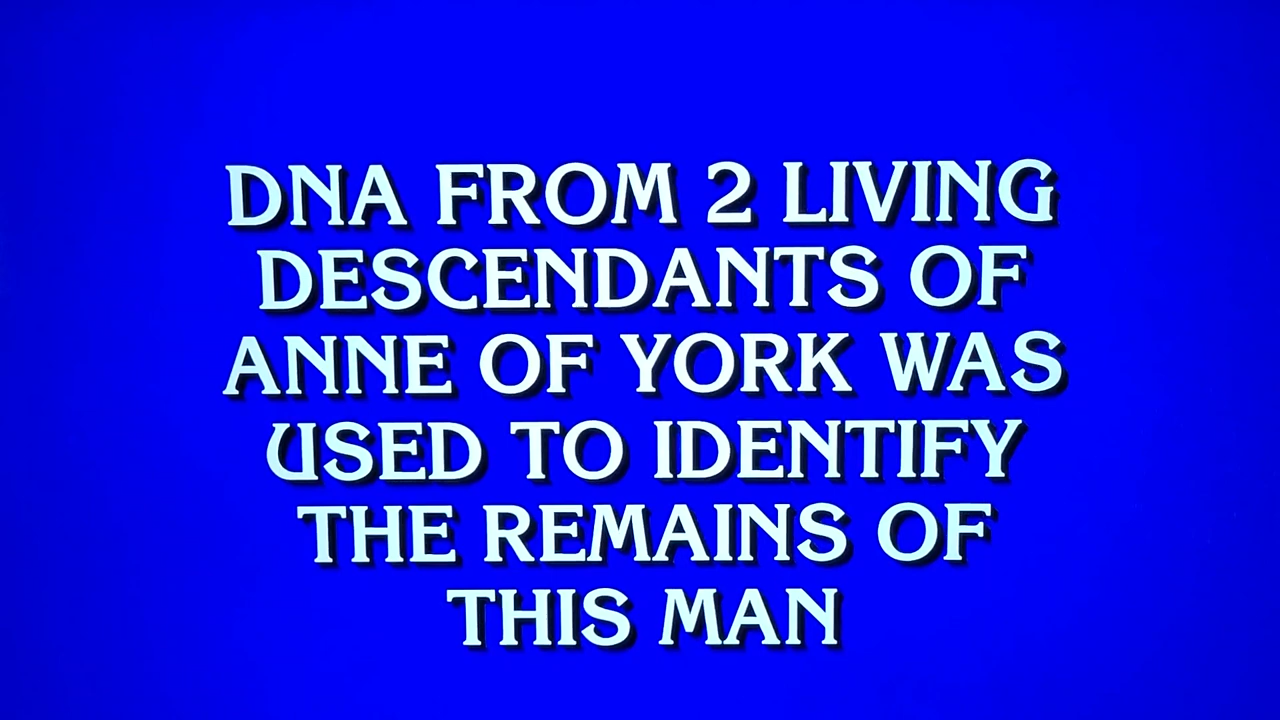 DNA FROM 2 LIVING
DESCENDANTS OF
ANNE OF YORK WAS
USED TO IDENTIFY
THE REMAINS OF
THIS MAN